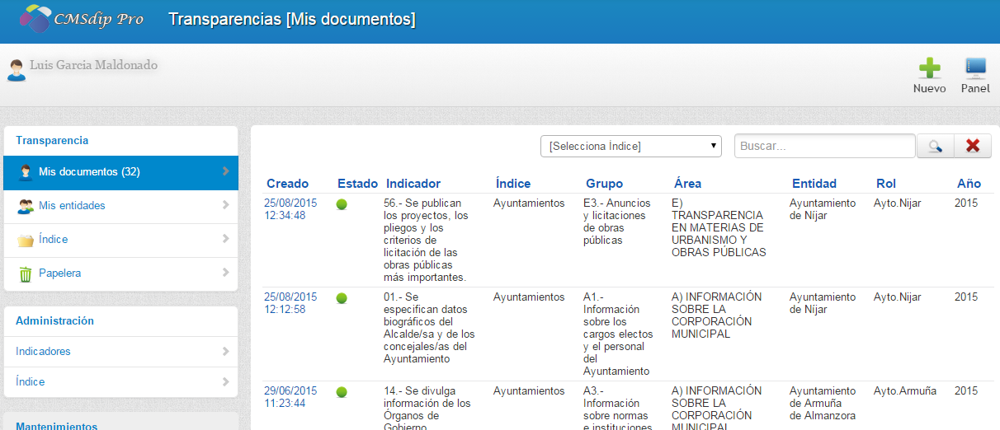 CMSdip Pro
Transparencias [Mis documentos]
Luis Garcia Maldonado
Nuevo
Panel
Transparencia
Mis documentos (32)
Mis entidades
Índice
Papelera
Administración
Indicadores
Índice
Mantenimientos
[Selecciona Índice]
Buscar...
Creado Estado Indicador Índice Grupo Área Entidad Rol Año
25/08/2015
12:34:48
56.- Se publican
los proyectos, los
pliegos y los
criterios de
licitación de las
obras públicas
más importantes.
Ayuntamientos
E3.- Anuncios
y licitaciones
de obras
públicas
E)
TRANSPARENCIA
EN MATERIAS DE
URBANISMO Y
OBRAS PÚBLICAS
Ayuntamiento
de Níjar
Ayto.Nijar
2015
25/08/2015
12:12:58
01.- Se
especifican datos
biográficos del
Alcalde/sa y de los
concejales/as del
Ayuntamiento
Ayuntamientos
A1.-
Información
sobre los
cargos electos
y el personal
del
Ayuntamiento
A) INFORMACIÓN
SOBRE LA
CORPORACIÓN
MUNICIPAL
Ayuntamiento
de Níjar
Ayto.Nijar
2015
29/06/2015
11:23:44
14.- Se divulga
información de los
Órganos de
Gobierno
Ayuntamientos
A3.-
Información
sobre normas
e instituciones
A) INFORMACIÓN
SOBRE LA
CORPORACIÓN
MUNICIPAL
Ayuntamiento
de Armuña
de Almanzora
Ayto.Armuña
2015